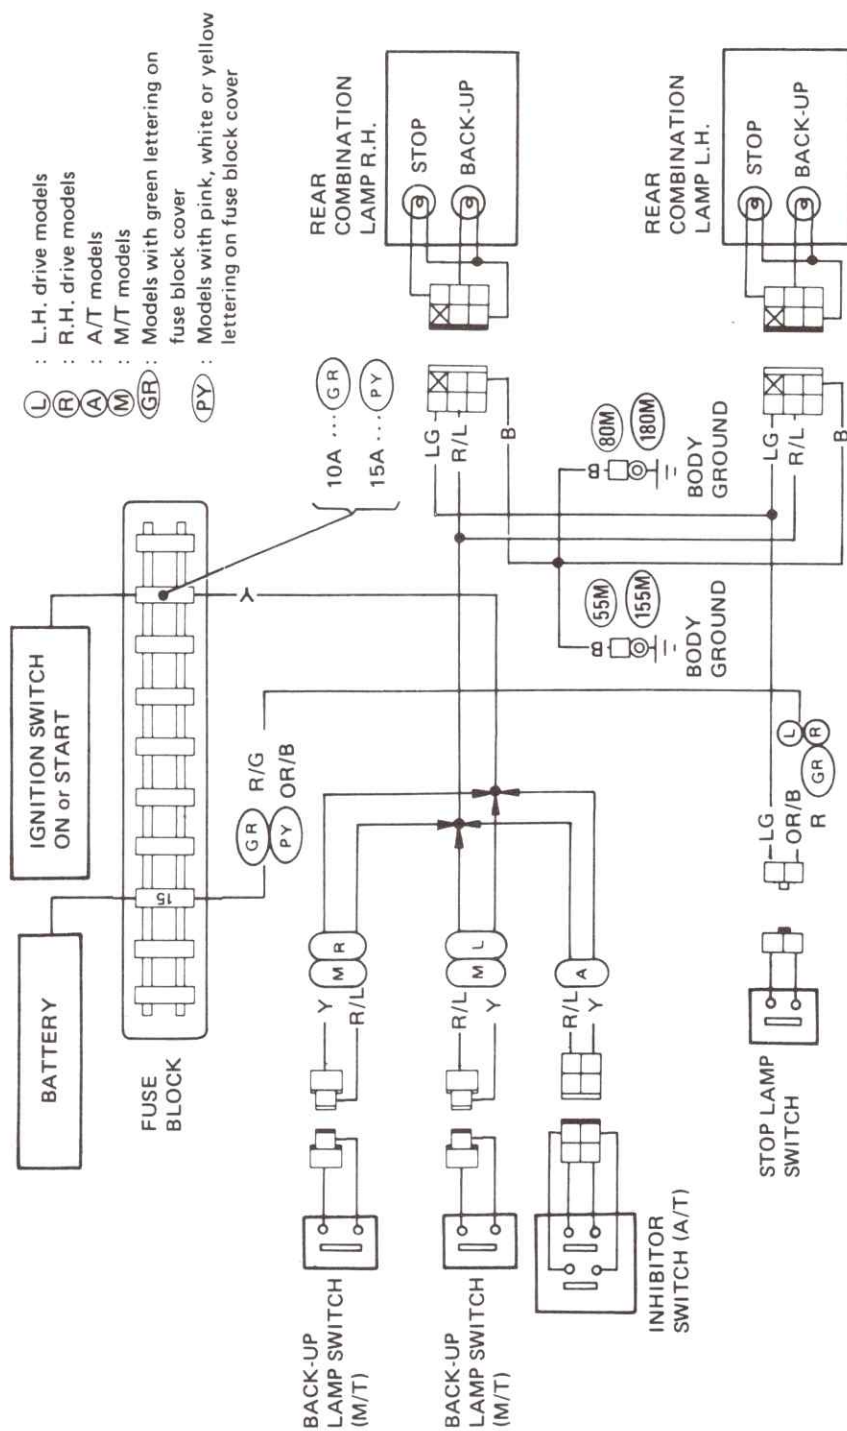 BATTERY
IGNITION SWITCH
ON or START
FUSE
BLOCK
15
L : L.H. drive models
R : R.H. drive models
A : A/T models
M : M/T models
GR : Models with green lettering on
fuse block cover
PY : Models with pink, white or yellow
lettering on fuse block cover
10A ... GR
15A ... PY
Y
GR R/G
PY OR/B
BACK-UP
LAMP SWITCH
(M/T)
Y
R/L
M R
BACK-UP
LAMP SWITCH
(M/T)
R/L
Y
M L
INHIBITOR
SWITCH (A/T)
R/L
Y
A
STOP LAMP
SWITCH
LG
OR/B L
R GR R
B
55M
155M
BODY
GROUND
B
80M
180M
BODY
GROUND
LG
R/L
B
REAR
COMBINATION
LAMP R.H.
STOP
BACK-UP
LG
R/L
B
REAR
COMBINATION
LAMP L.H.
STOP
BACK-UP